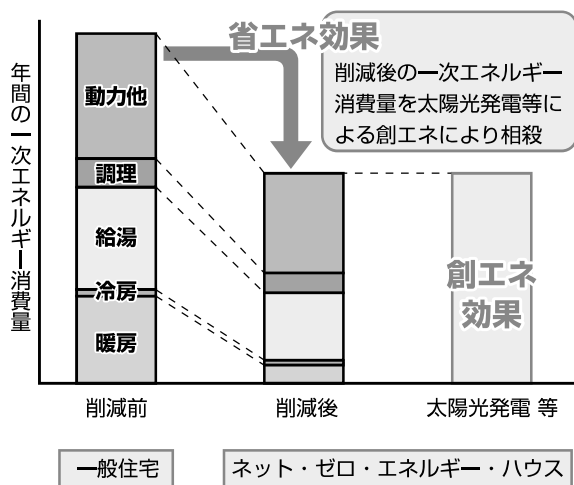 省エネ効果
削減後の一次エネルギー
消費量を太陽光発電等に
よる創エネにより相殺
年間の一次エネルギー消費量
動力他
調理
給湯
冷房
暖房
創エネ
効果
削減前
削減後
太陽光発電 等
一般住宅
ネット・ゼロ・エネルギー・ハウス